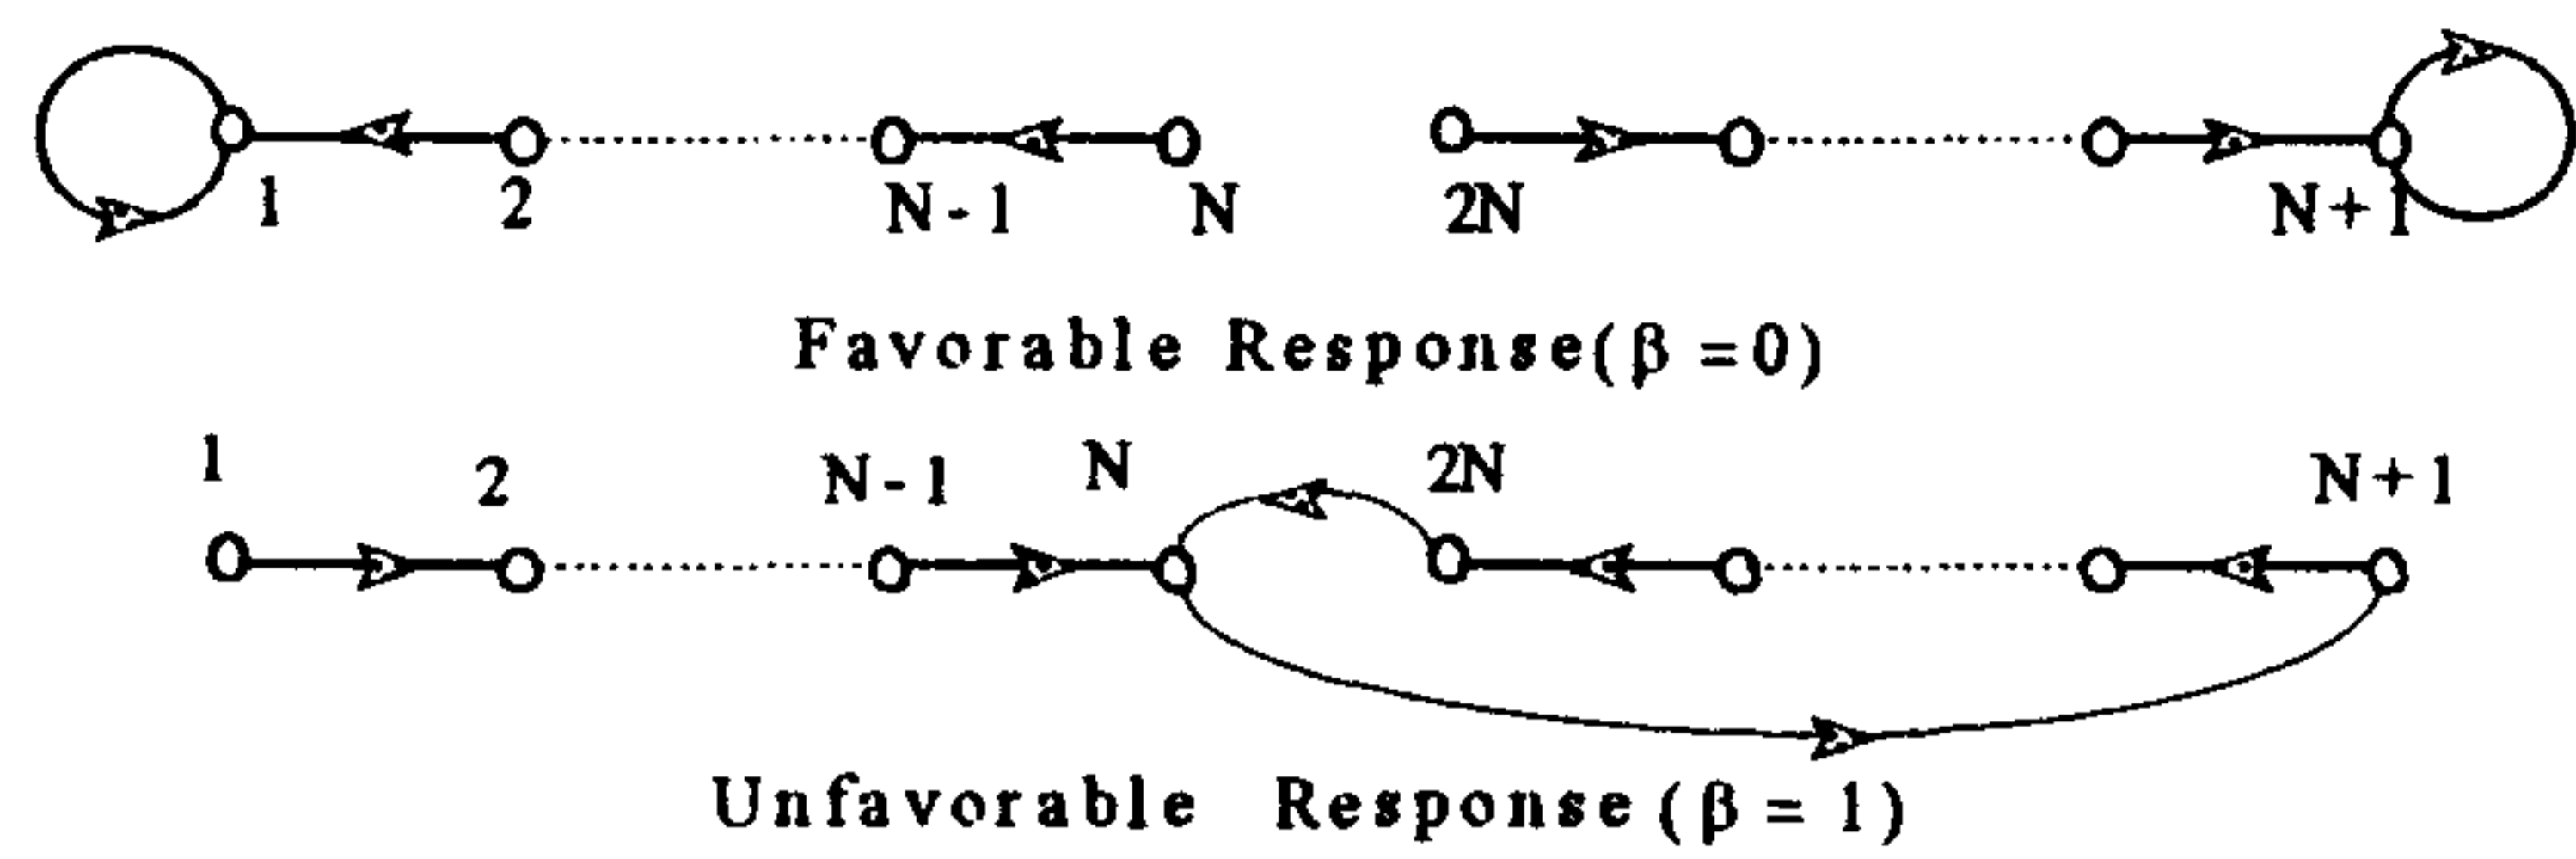 1 2 N-1 N 2N N+1
Favorable Response(β =0)
1 2 N-1 N 2N N+1
Unfavorable Response (β = 1)